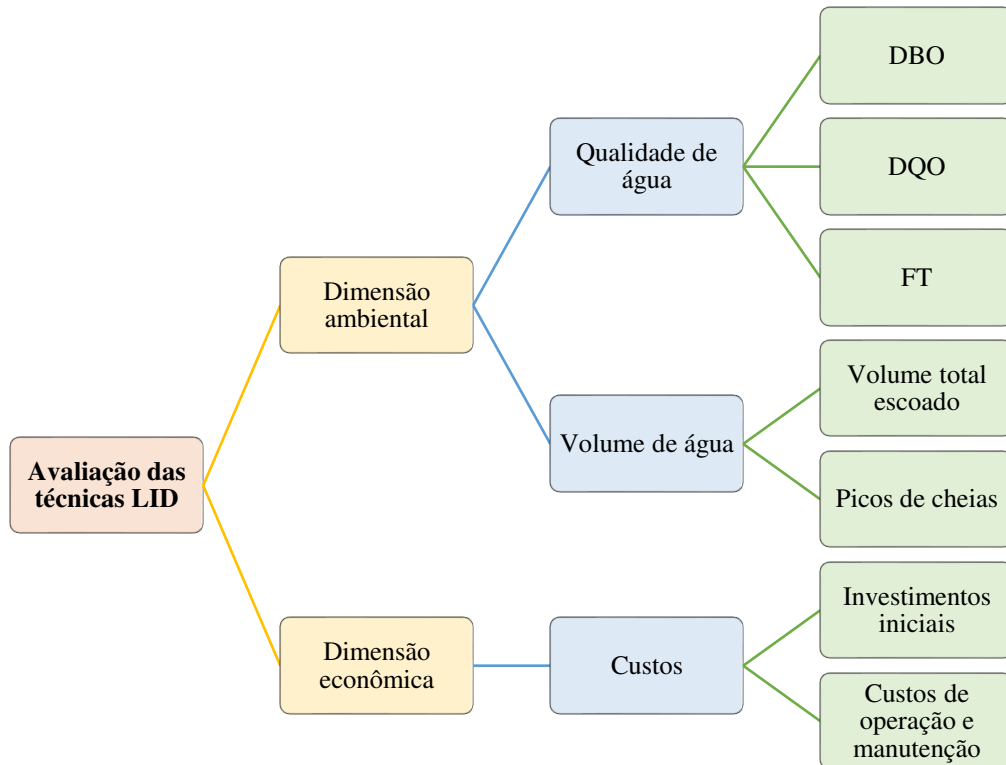 Avaliação das
técnicas LID
Dimensão
ambiental
Qualidade de
água
DBO
DQO
FT
Volume de água
Volume total
escoado
Picos de cheias
Dimensão
econômica
Custos
Investimentos
iniciais
Custos de
operação e
manutenção